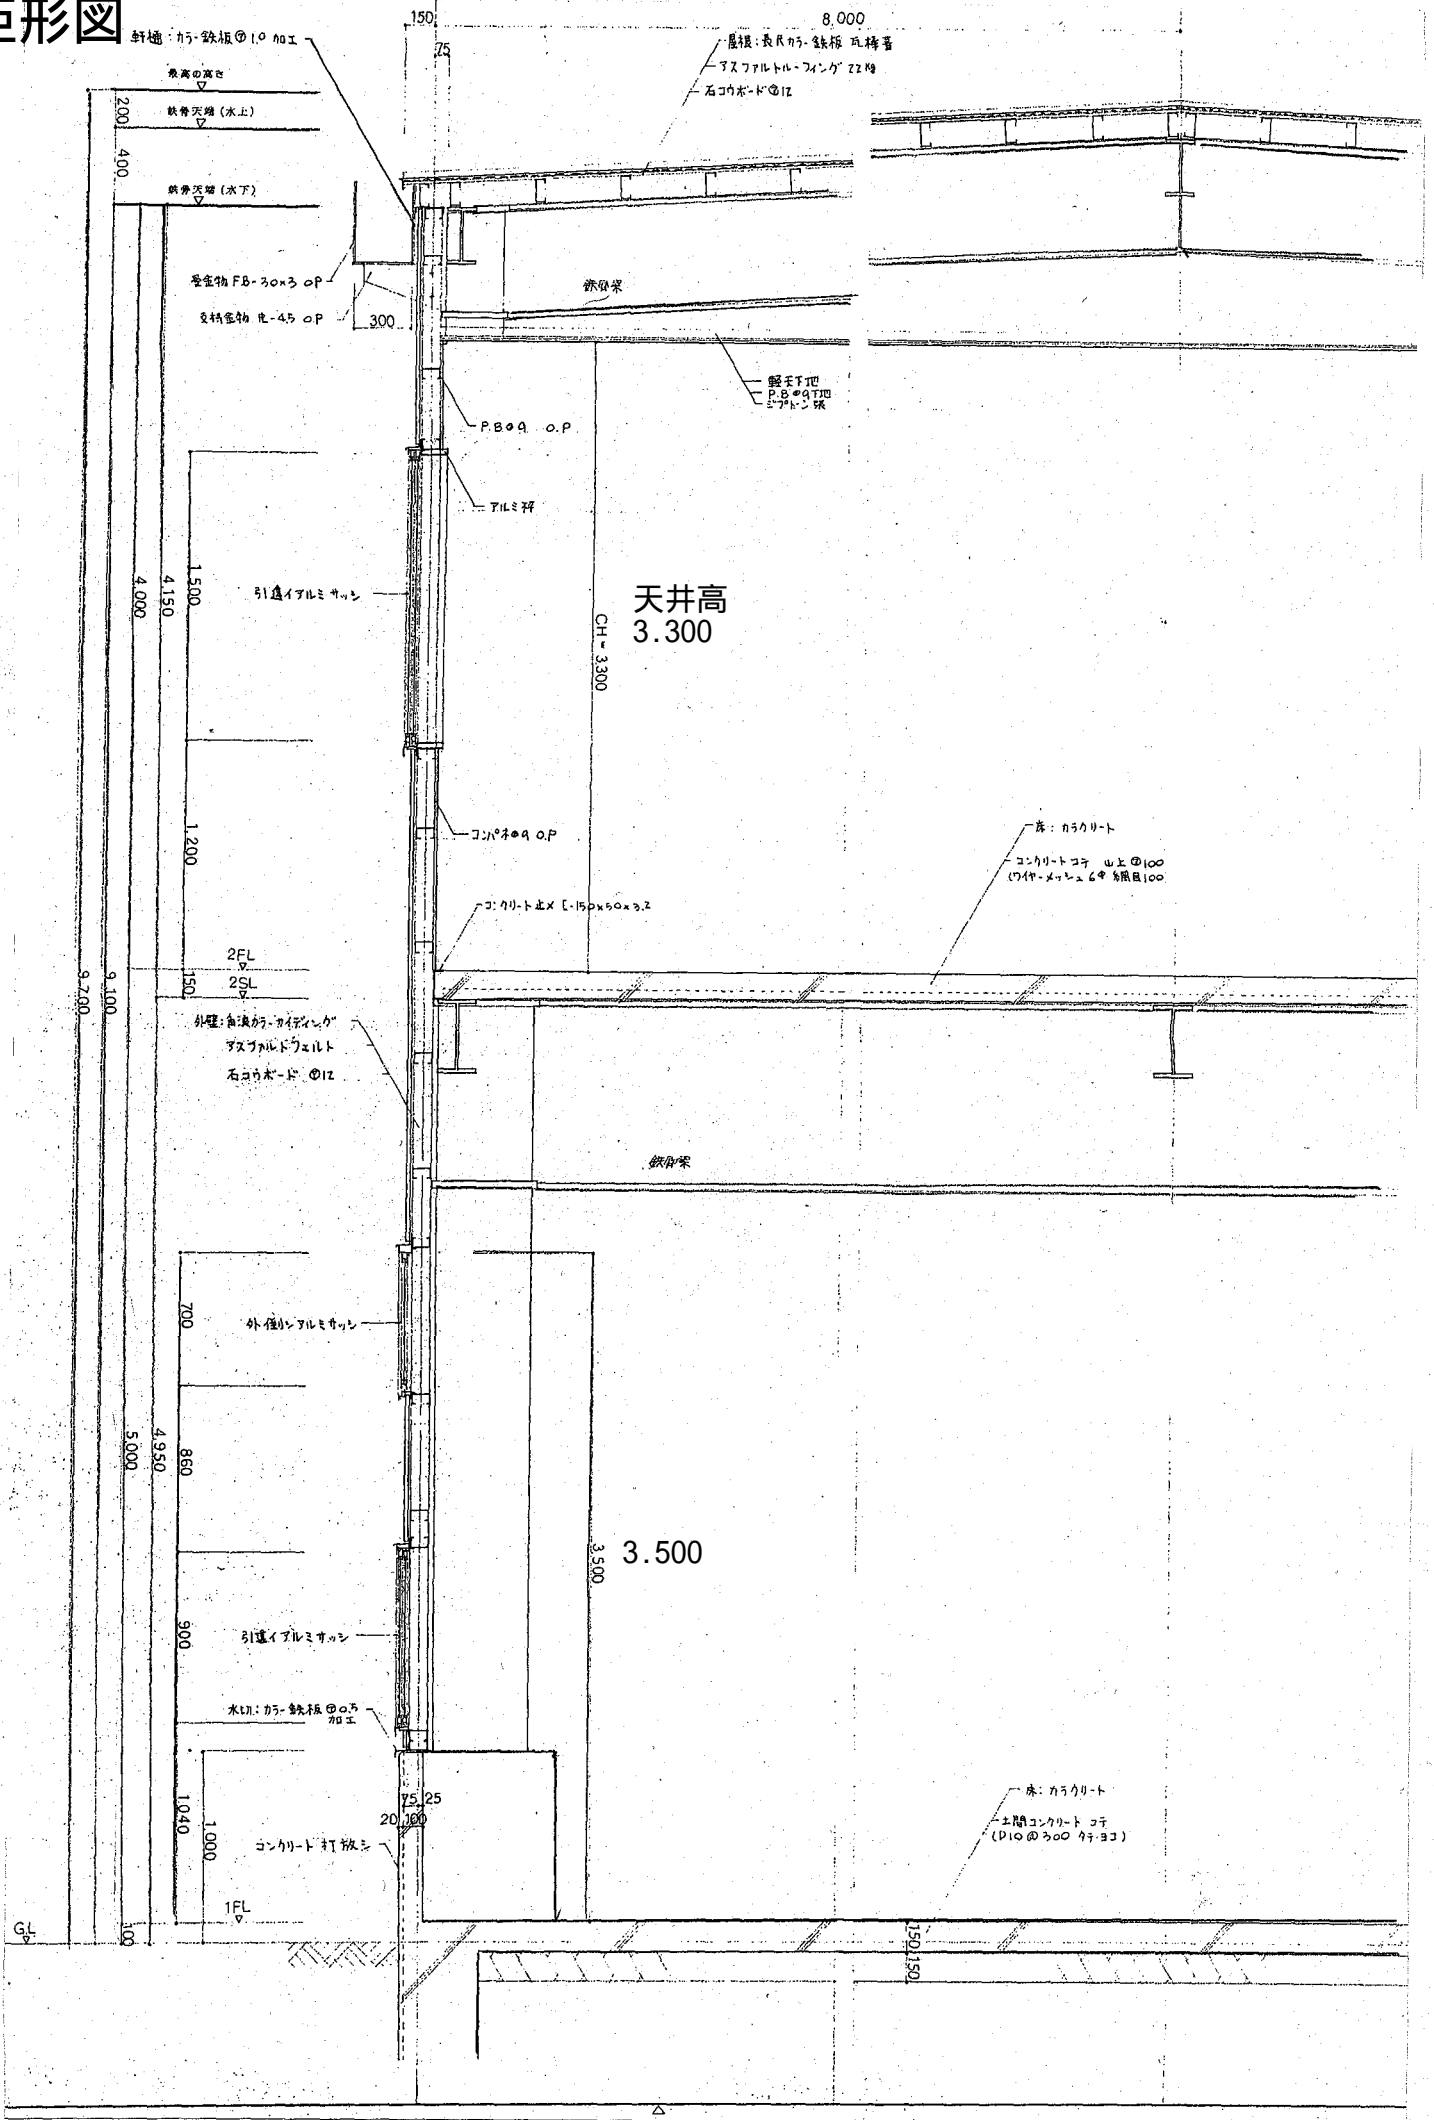 矩形図
軒樋：カラー鉄板⑦1.0 加工
150
75
8,000
屋根：長尺カラー鉄板 瓦棒葺
アスファルトルーフィング 22kg
石コウボード⑦12
最高の高さ
鉄骨天端(水上)
鉄骨天端(水下)
200
400
受金物 FB-30×3 O.P
支持金物 PL-4.5 O.P
300
鉄骨梁
軽天下地
P.B⑦9下地
ジプトーン張
P.B⑦9 O.P
アルミ枠
引違イアルミサッシ
1,500
4,150
4,000
CH=3,300
天井高
3.300
コンパネ⑦9 O.P
1,200
床：カラクリート
コンクリートコテ 山上⑦100
(ワイヤーメッシュ6φ 網目100
コンクリート止メ [-150×50×3.2
2FL
2SL
150
9,700
9,100
外壁：角波カラーサイディング
アスファルトフェルト
石コウボード ⑦12
鉄骨梁
700
外倒シアルミサッシ
860
4,950
5,000
3,500
3.500
900
引違イアルミサッシ
水切：カラー鉄板⑦0.5
加工
75 25
20 100
1,040
1,000
コンクリート打放シ
床：カラクリート
土間コンクリート コテ
(D10@300 タテ・ヨコ)
1FL
GL
100
150 150